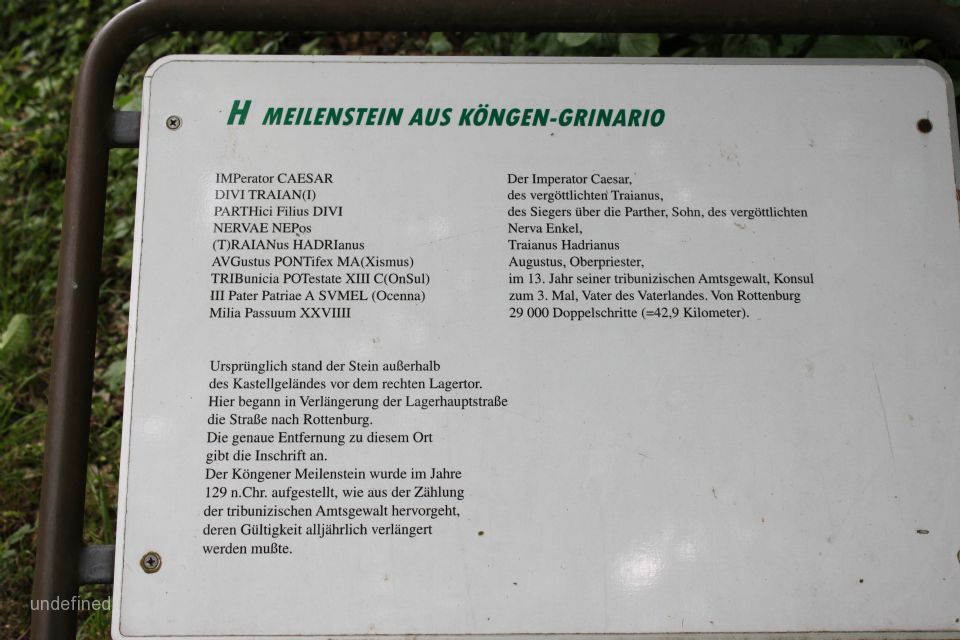 H MEILENSTEIN AUS KÖNGEN-GRINARIO
IMPerator CAESAR
DIVI TRAIAN(I)
PARTHici Filius DIVI
NERVAE NEPos
(T)RAIANus HADRIanus
AVGustus PONTifex MA(Xismus)
TRIBunicia POTestate XIII C(OnSul)
III Pater Patriae A SVMEL (Ocenna)
Milia Passuum XXVIIII
Der Imperator Caesar,
des vergöttlichten Traianus,
des Siegers über die Parther, Sohn, des vergöttlichten
Nerva Enkel,
Traianus Hadrianus
Augustus, Oberpriester,
im 13. Jahr seiner tribunizischen Amtsgewalt, Konsul
zum 3. Mal, Vater des Vaterlandes. Von Rottenburg
29 000 Doppelschritte (=42,9 Kilometer).
Ursprünglich stand der Stein außerhalb
des Kastellgeländes vor dem rechten Lagertor.
Hier begann in Verlängerung der Lagerhauptstraße
die Straße nach Rottenburg.
Die genaue Entfernung zu diesem Ort
gibt die Inschrift an.
Der Köngener Meilenstein wurde im Jahre
129 n.Chr. aufgestellt, wie aus der Zählung
der tribunizischen Amtsgewalt hervorgeht,
deren Gültigkeit alljährlich verlängert
werden mußte.
undefined